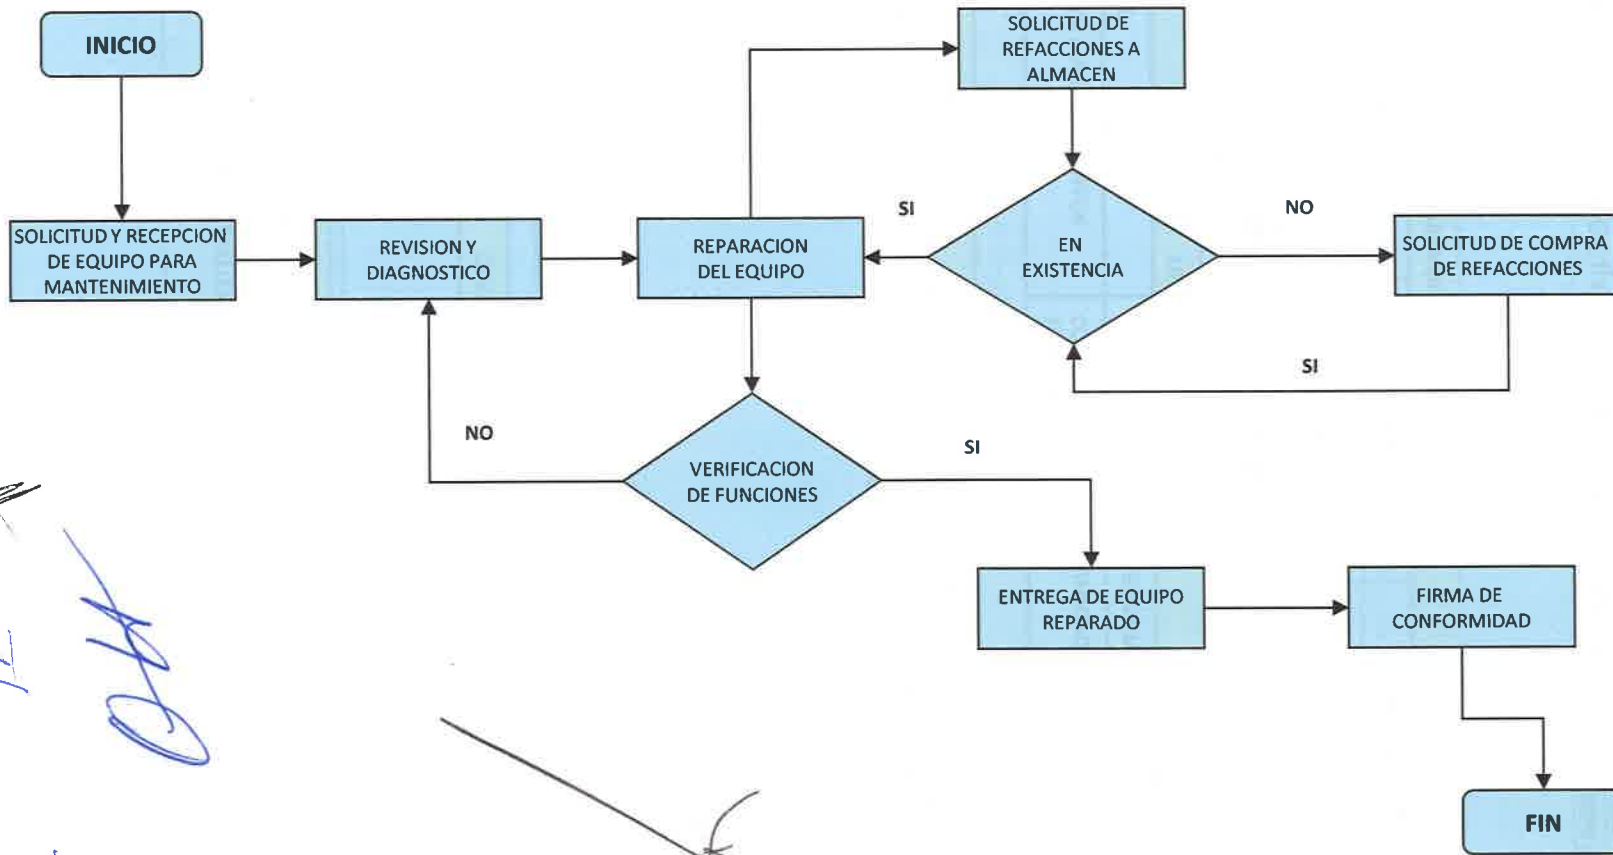 INICIO
SOLICITUD DE
REFACCIONES A
ALMACEN
SOLICITUD Y RECEPCION
DE EQUIPO PARA
MANTENIMIENTO
REVISION Y
DIAGNOSTICO
REPARACION
DEL EQUIPO
SI
EN
EXISTENCIA
NO
SOLICITUD DE COMPRA
DE REFACCIONES
SI
NO
VERIFICACION
DE FUNCIONES
SI
ENTREGA DE EQUIPO
REPARADO
FIRMA DE
CONFORMIDAD
FIN